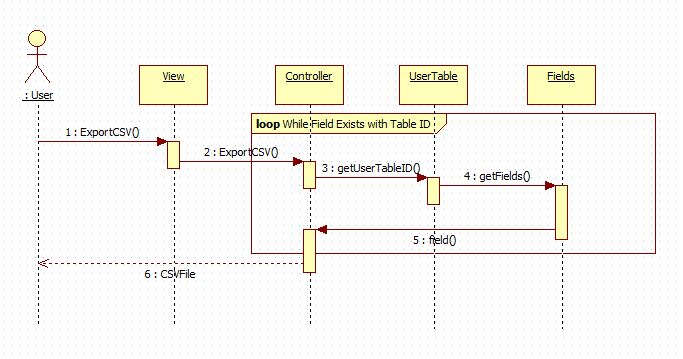 View
Controller
UserTable
Fields
: User
loop While Field Exists with Table ID
1 : ExportCSV()
2 : ExportCSV()
3 : getUserTableID()
4 : getFields()
5 : field()
6 : CSVFile